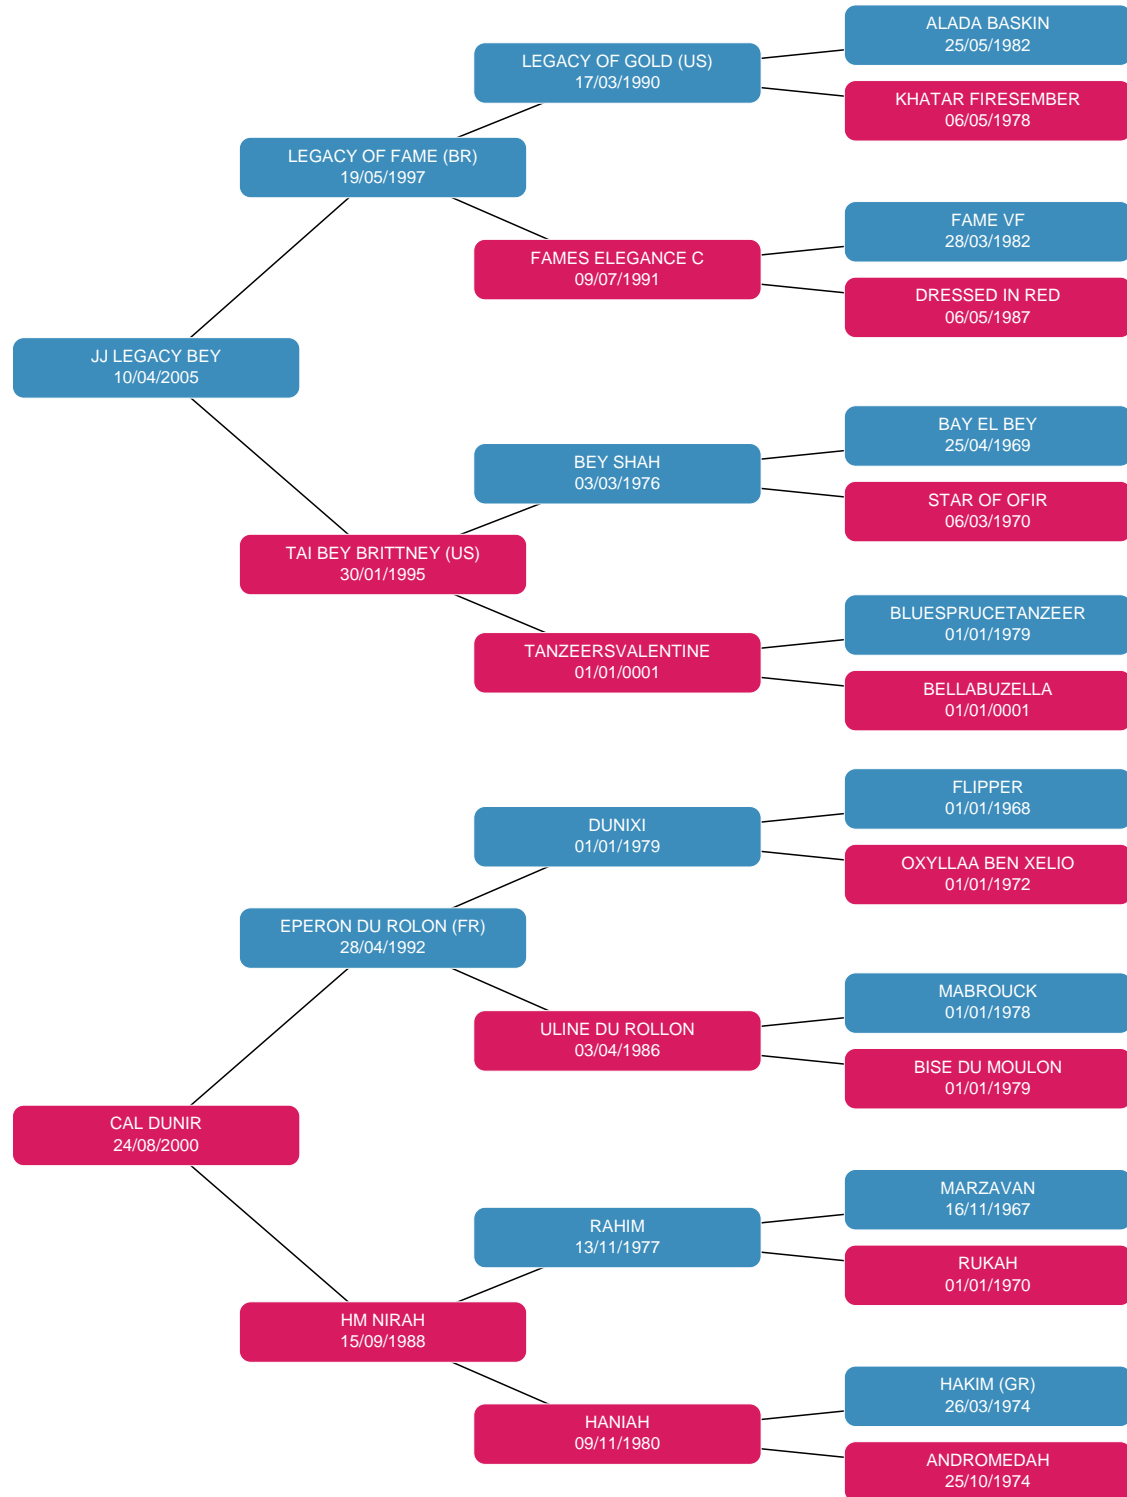 ALADA BASKIN
25/05/1982
LEGACY OF GOLD (US)
17/03/1990
KHATAR FIRESEMBER
06/05/1978
LEGACY OF FAME (BR)
19/05/1997
FAME VF
28/03/1982
FAMES ELEGANCE C
09/07/1991
DRESSED IN RED
06/05/1987
JJ LEGACY BEY
10/04/2005
BAY EL BEY
25/04/1969
BEY SHAH
03/03/1976
STAR OF OFIR
06/03/1970
TAI BEY BRITTNEY (US)
30/01/1995
BLUESPRUCETANZEER
01/01/1979
TANZEERSVALENTINE
01/01/0001
BELLABUZELLA
01/01/0001
FLIPPER
01/01/1968
DUNIXI
01/01/1979
OXYLLAA BEN XELIO
01/01/1972
EPERON DU ROLON (FR)
28/04/1992
MABROUCK
01/01/1978
ULINE DU ROLLON
03/04/1986
BISE DU MOULON
01/01/1979
CAL DUNIR
24/08/2000
MARZAVAN
16/11/1967
RAHIM
13/11/1977
RUKAH
01/01/1970
HM NIRAH
15/09/1988
HAKIM (GR)
26/03/1974
HANIAH
09/11/1980
ANDROMEDAH
25/10/1974